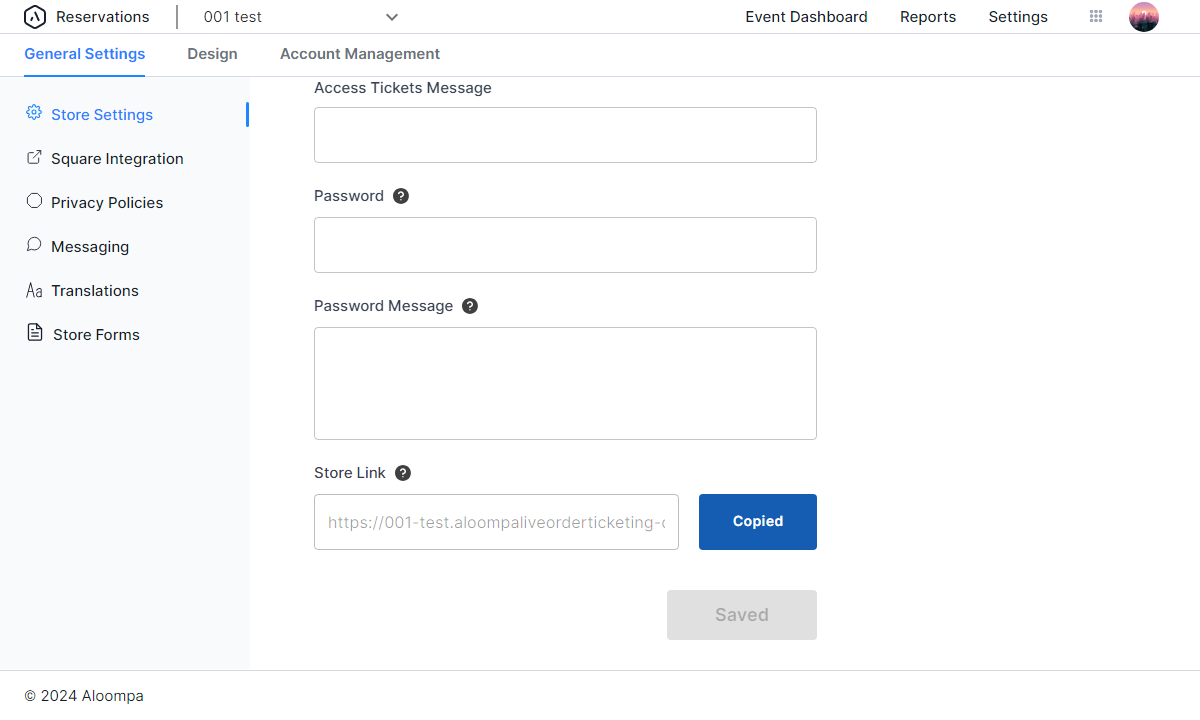 Reservations
001 test
Event Dashboard
Reports
Settings
General Settings
Design
Account Management
Store Settings
Square Integration
Privacy Policies
Messaging
Aa Translations
Store Forms
Access Tickets Message
Password ?
Password Message ?
Store Link ?
https://001-test.aloompaliveorderticketing-
Copied
Saved
© 2024 Aloompa